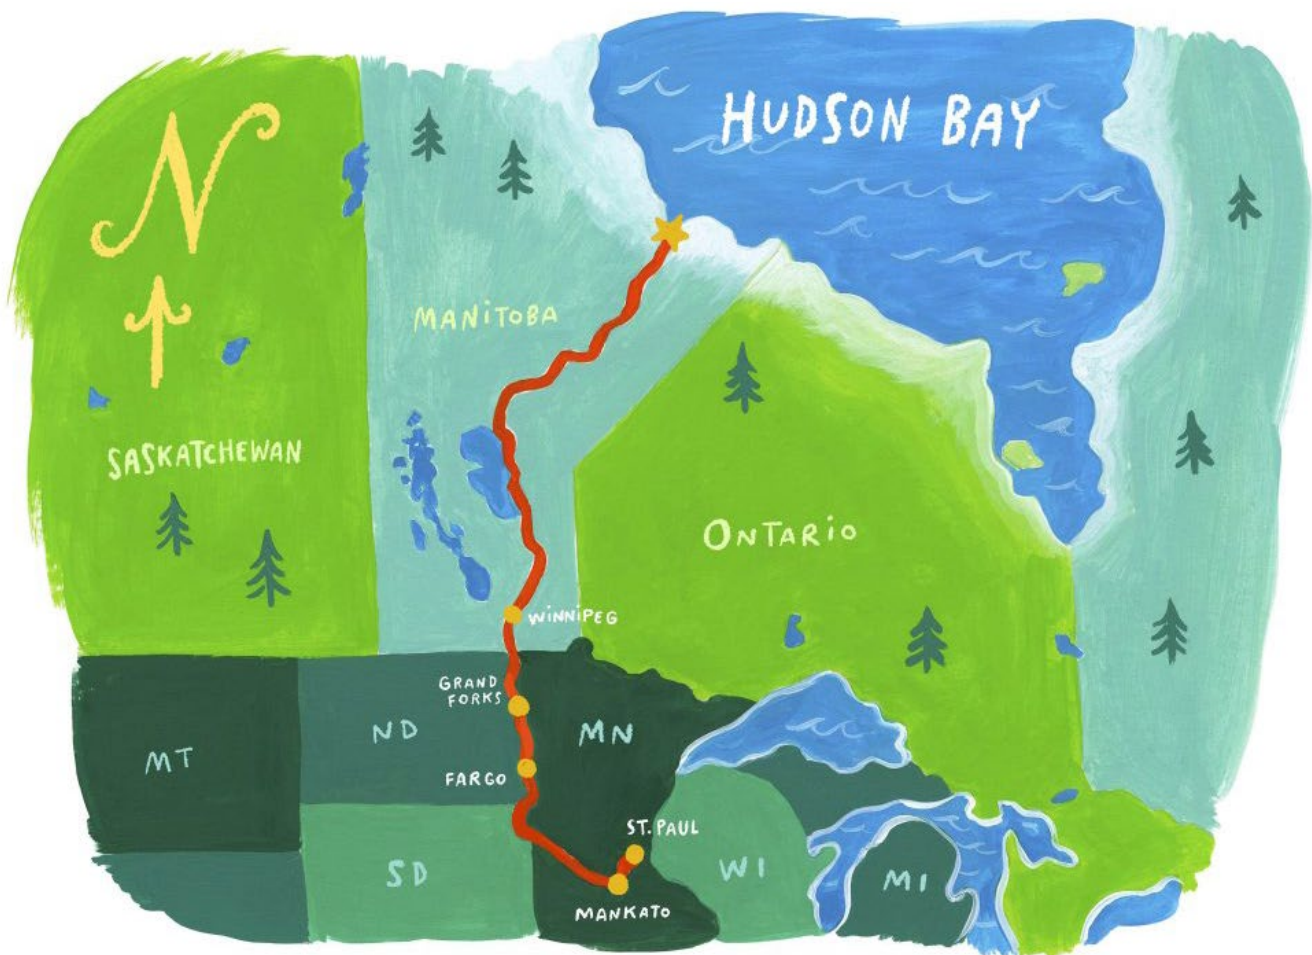 HUDSON BAY
N
MANITOBA
SASKATCHEWAN
ONTARIO
WINNIPEG
GRAND
FORKS
ND
MN
MT
FARGO
ST. PAUL
SD
WI
MI
MANKATO